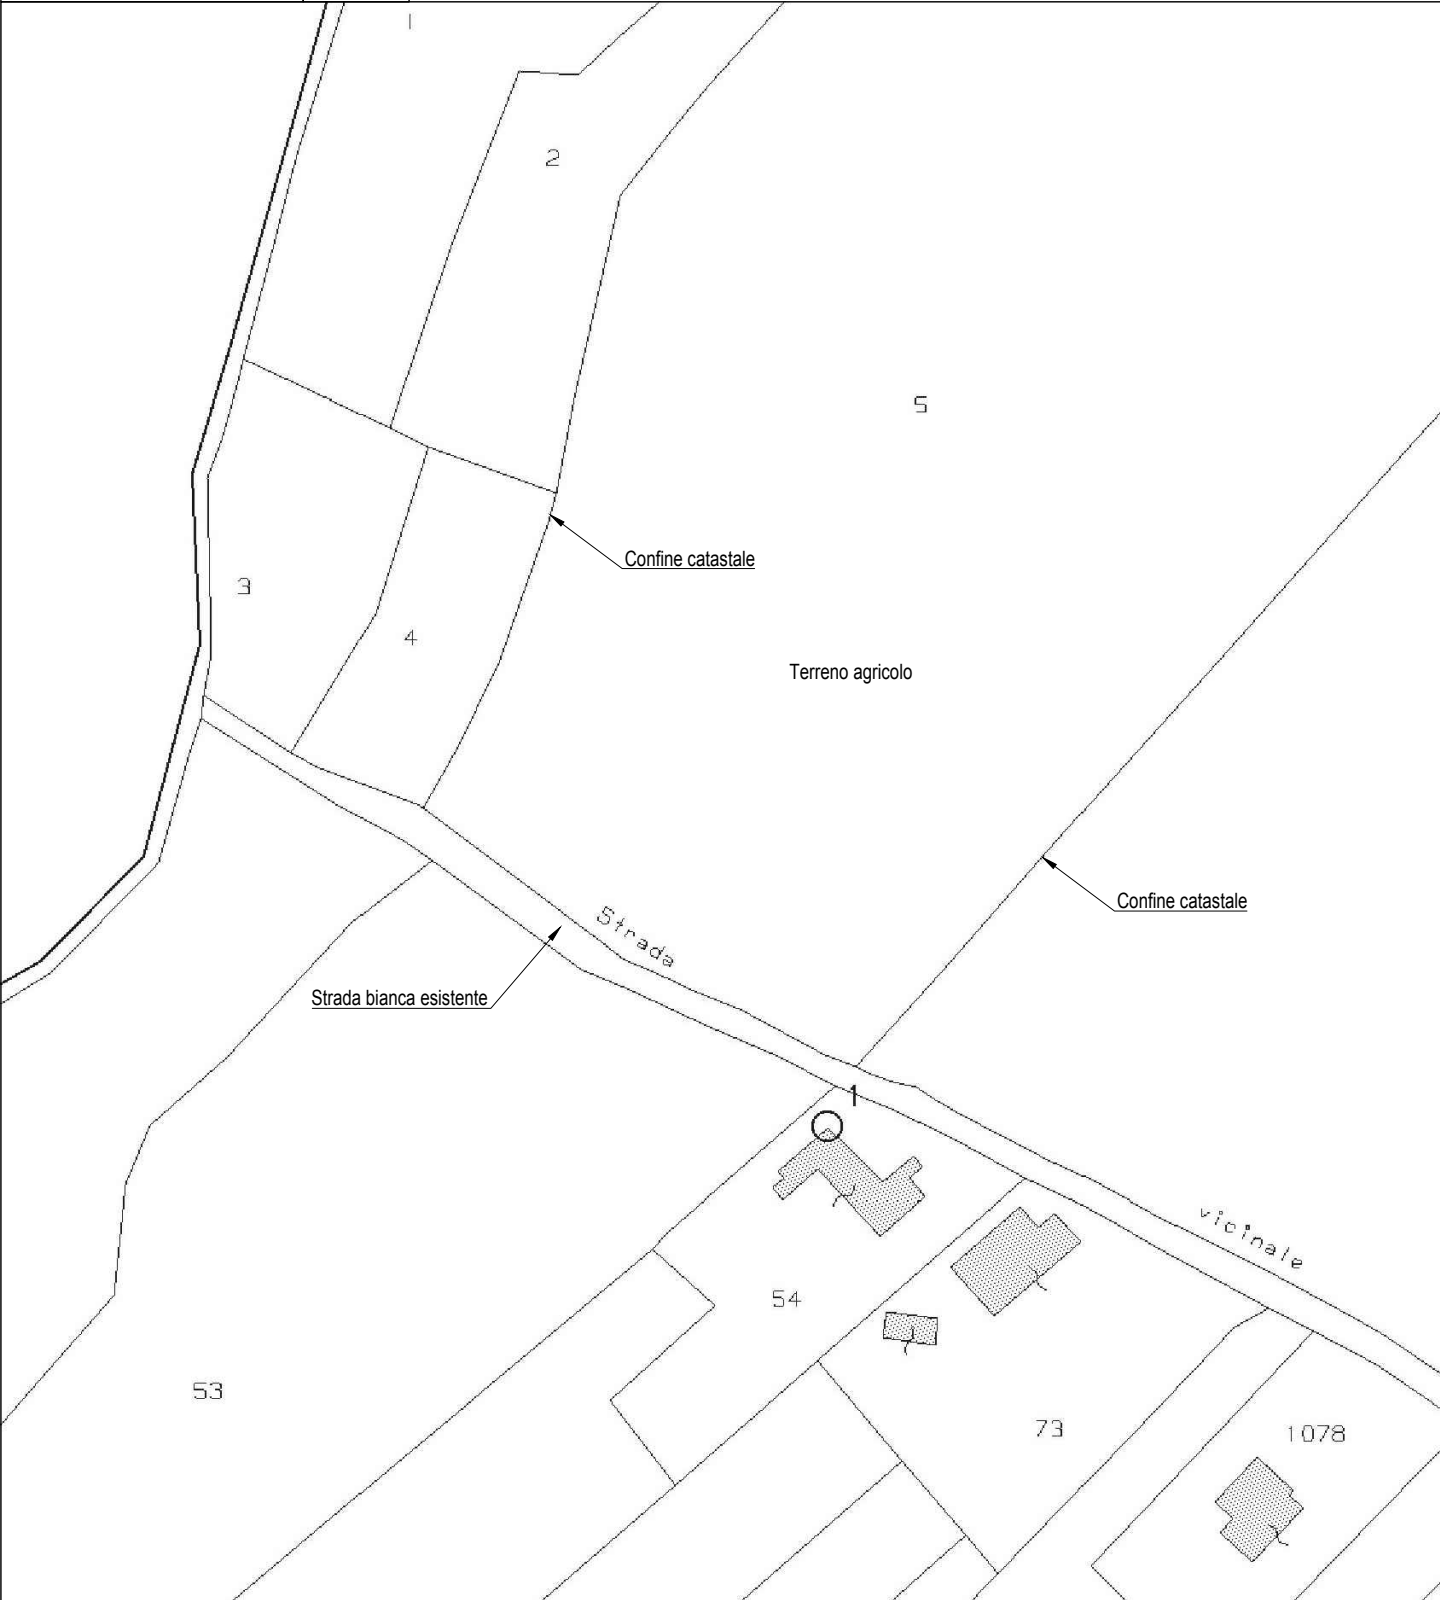 1
2
5
Confine catastale
3
4
Terreno agricolo
Confine catastale
Strada
Strada bianca esistente
1
vicinale
54
53
73
1078